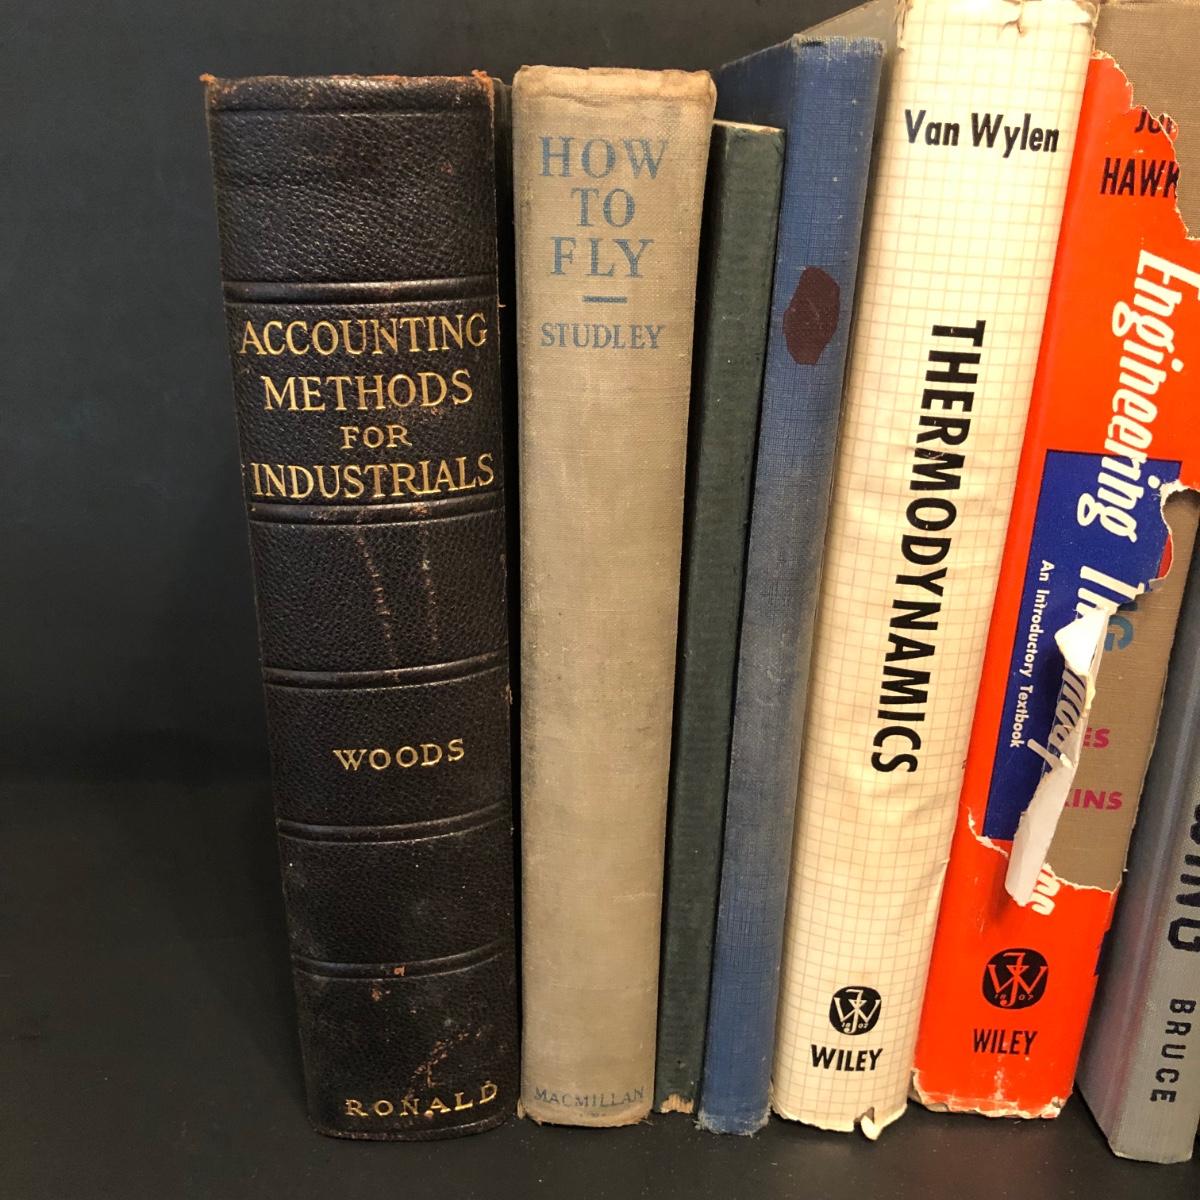 ACCOUNTING
METHODS
FOR
INDUSTRIALS
WOODS
RONALD
HOW
TO
FLY
STUDLEY
MACMILLAN
Van Wylen
THERMODYNAMICS
WILEY
HAWK
Engineering
An Introductory Textbook
WILEY
BRUCE